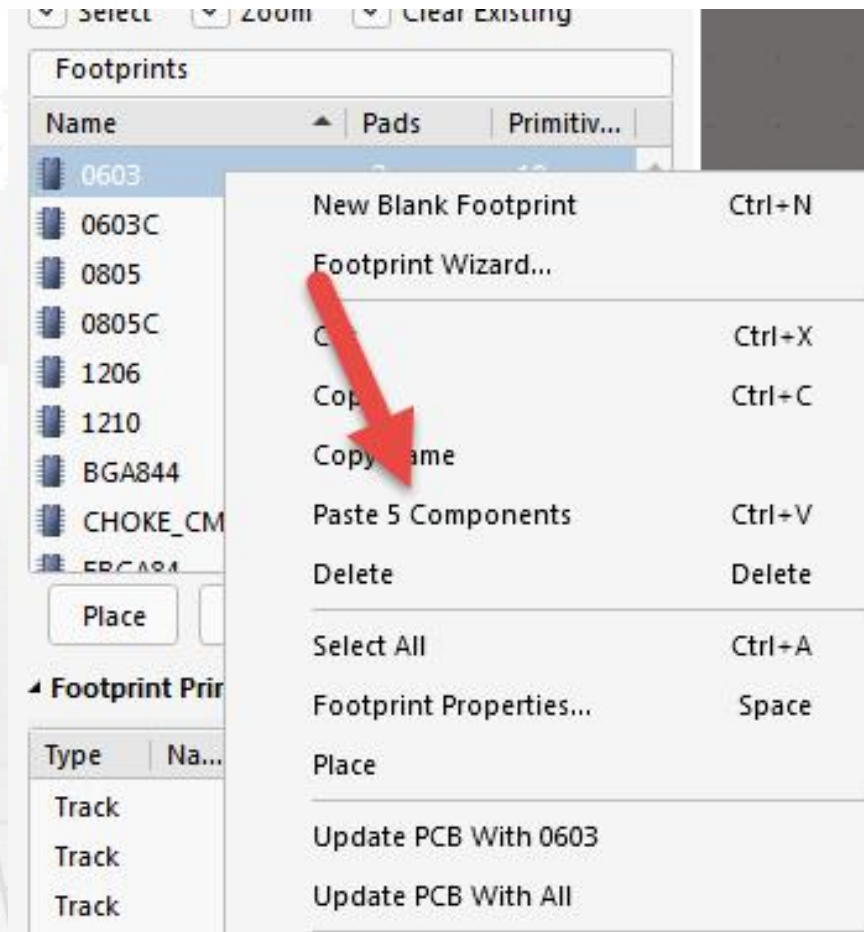 Select Zoom Clear Existing
Footprints
Name Pads Primitiv...
0603
0603C
0805
0805C
1206
1210
BGA844
CHOKE_CM
Place
Footprint Prir
Type Na...
Track
Track
Track
New Blank Footprint Ctrl+N
Footprint Wizard...
Ctrl+X
Ctrl+C
Paste 5 Components Ctrl+V
Delete Delete
Select All Ctrl+A
Footprint Properties... Space
Place
Update PCB With 0603
Update PCB With All